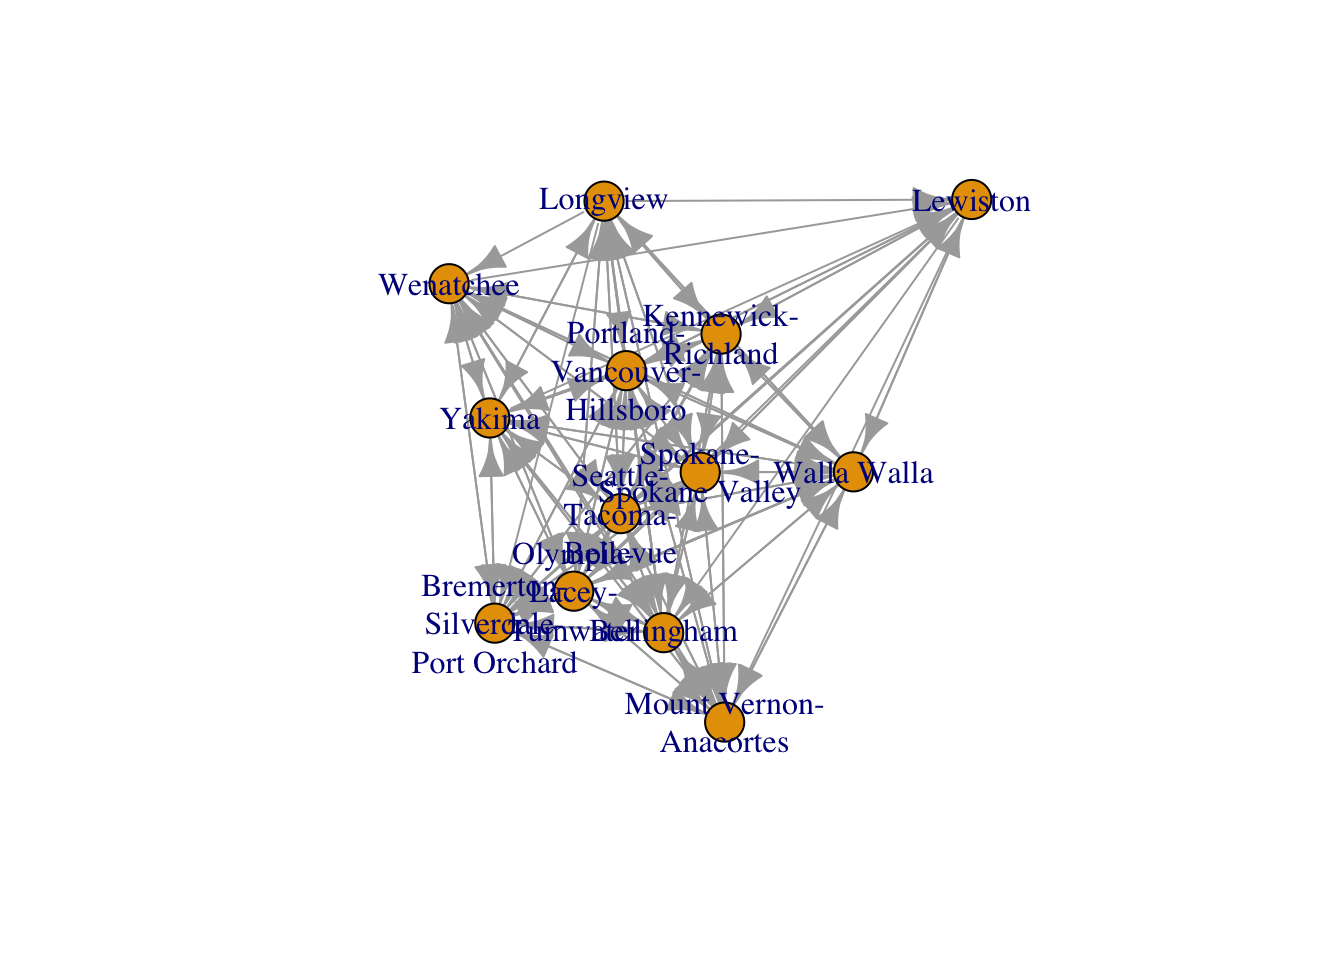 Longview
Lewiston
Wenatchee
Kennewick-
Richland
Portland-
Vancouver-
Hillsboro
Yakima
Spokane-
Spokane Valley
Walla Walla
Seattle-
Tacoma-
Bellevue
Olympia-
Lacey-
Tumwater
Bremerton-
Silverdale-
Port Orchard
Bellingham
Mount Vernon-
Anacortes